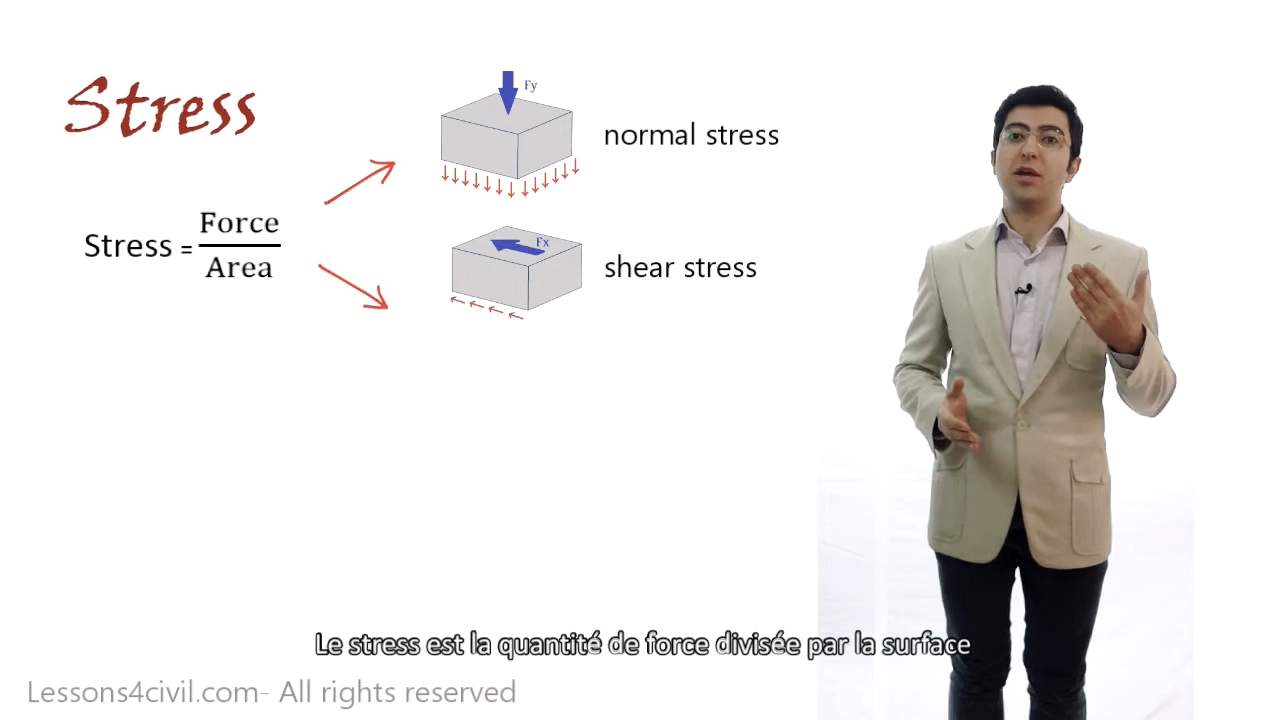 Stress
Fy
normal stress
Stress = Force
Area
Fx
shear stress
Le stress est la quantité de force divisée par la surface
Lessons4civil.com- All rights reserved